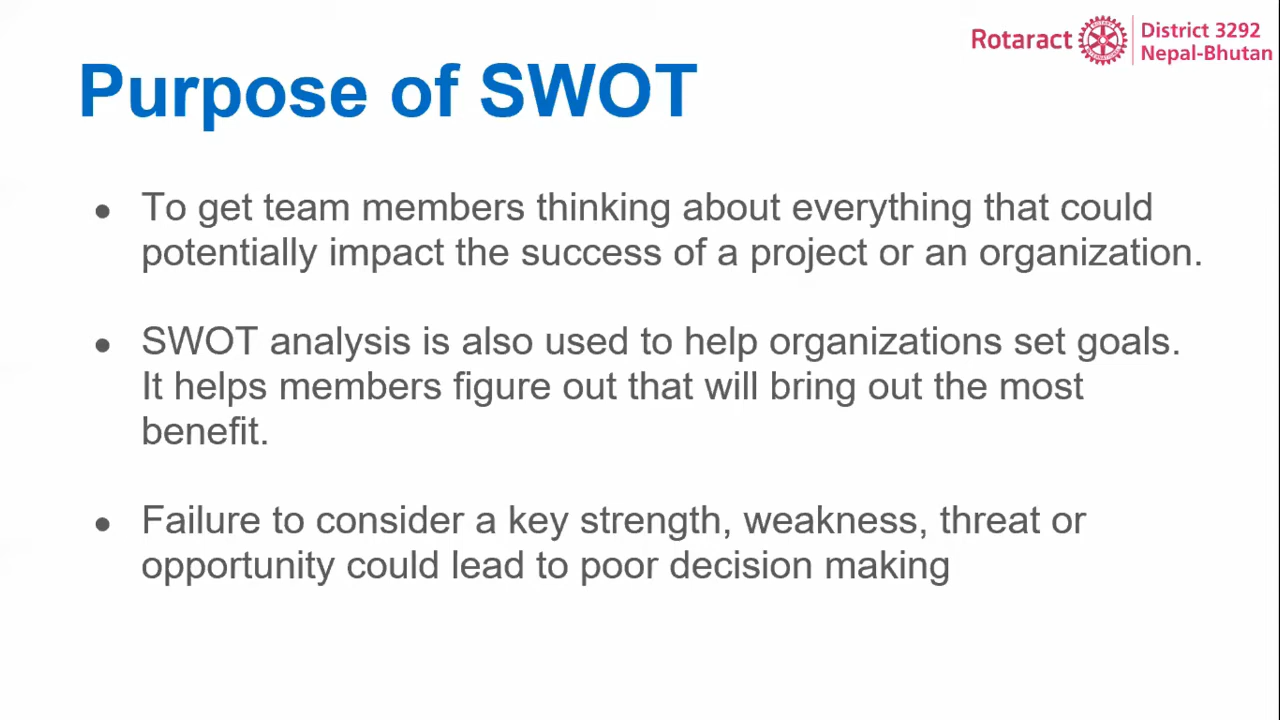 Rotaract
District 3292
Nepal-Bhutan
Purpose of SWOT
● To get team members thinking about everything that could
potentially impact the success of a project or an organization.
● SWOT analysis is also used to help organizations set goals.
It helps members figure out that will bring out the most
benefit.
● Failure to consider a key strength, weakness, threat or
opportunity could lead to poor decision making